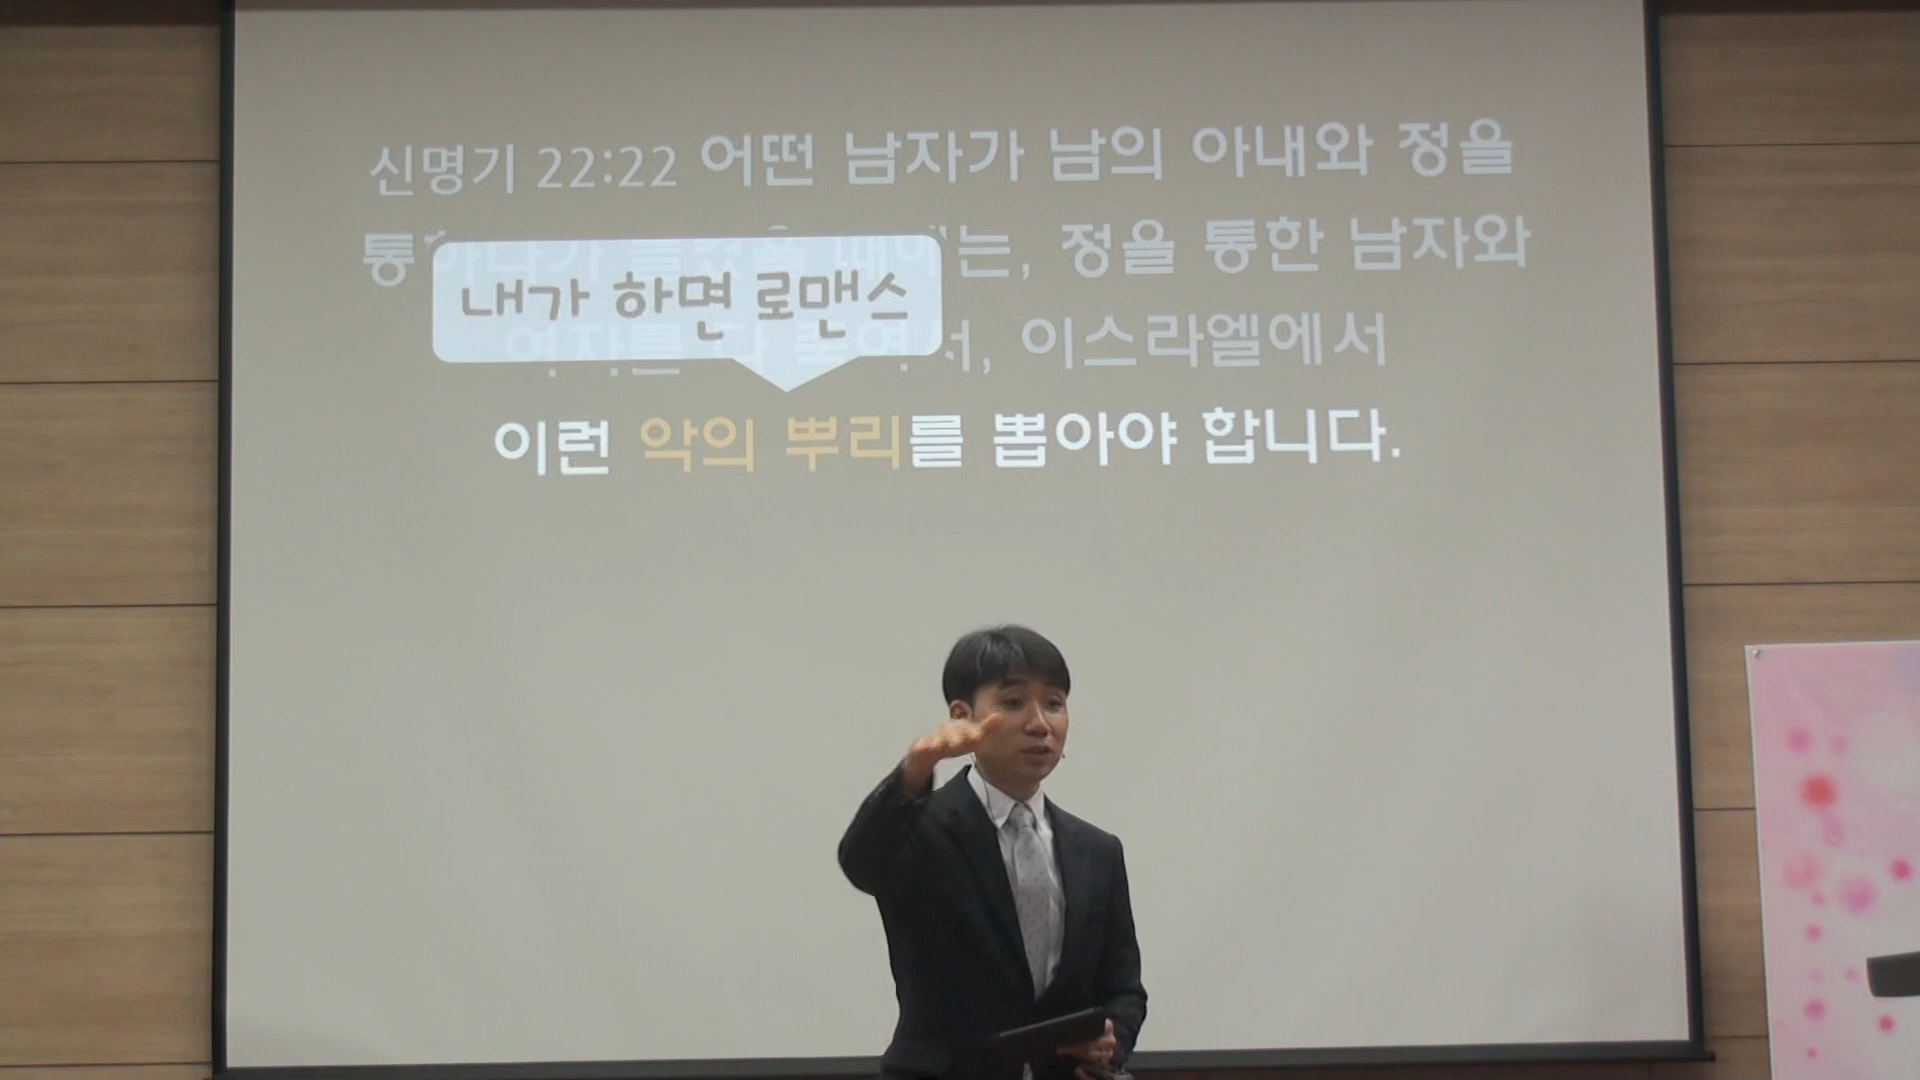 신명기 22:22 어떤 남자가 남의 아내와 정을
통 는, 정을 통한 남자와
내가 하면 로맨스
이스라엘에서
이런 악의 뿌리를 뽑아야 합니다.